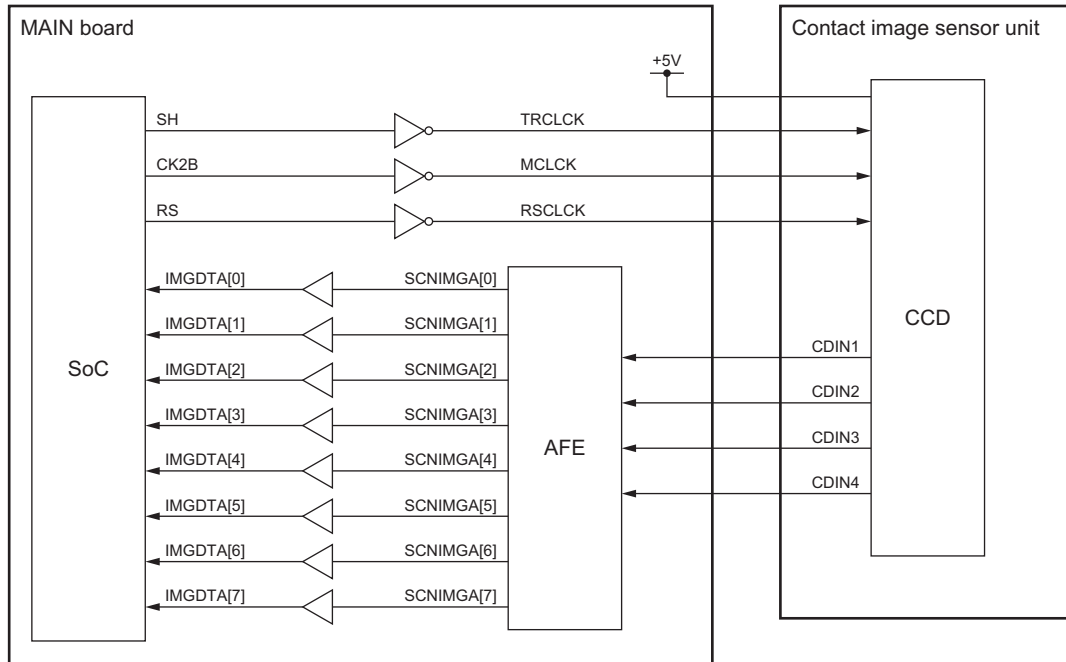 MAIN board
Contact image sensor unit
+5V
SH
TRCLCK
CK2B
MCLCK
RS
RSCLCK
IMGDTA[0]
SCNIMGA[0]
IMGDTA[1]
SCNIMGA[1]
IMGDTA[2]
SCNIMGA[2]
IMGDTA[3]
SCNIMGA[3]
IMGDTA[4]
SCNIMGA[4]
IMGDTA[5]
SCNIMGA[5]
IMGDTA[6]
SCNIMGA[6]
IMGDTA[7]
SCNIMGA[7]
SoC
AFE
CDIN1
CDIN2
CDIN3
CDIN4
CCD